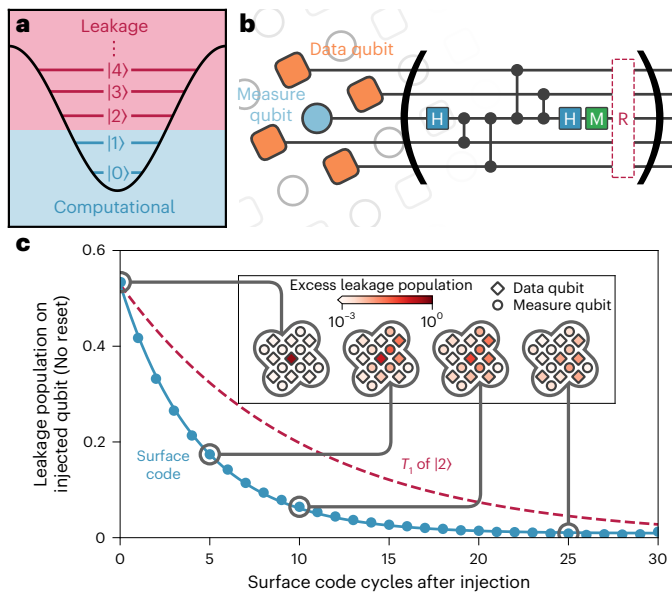 a
Leakage
⋮
|4⟩
|3⟩
|2⟩
|1⟩
|0⟩
Computational
b
Data qubit
Measure
qubit
H
H
M
R
c
Leakage population on
injected qubit (No reset)
0.6
0.4
0.2
0
Excess leakage population
10⁻³
10⁰
Data qubit
Measure qubit
Surface
code
T₁ of |2⟩
0
5
10
15
20
25
30
Surface code cycles after injection